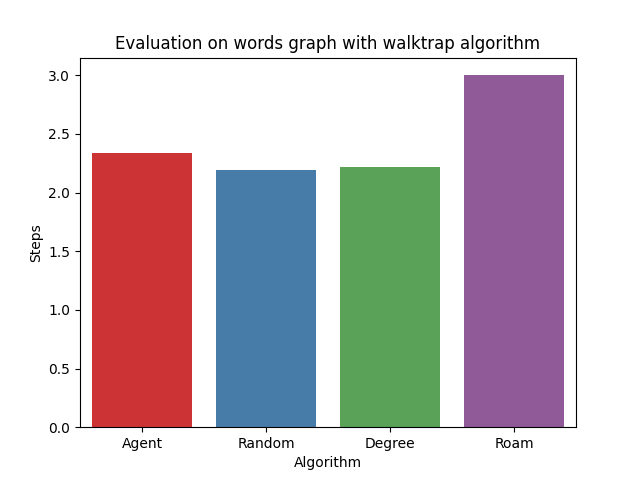 Evaluation on words graph with walktrap algorithm
3.0
2.5
2.0
1.5
1.0
0.5
0.0
Steps
Agent
Random
Degree
Roam
Algorithm